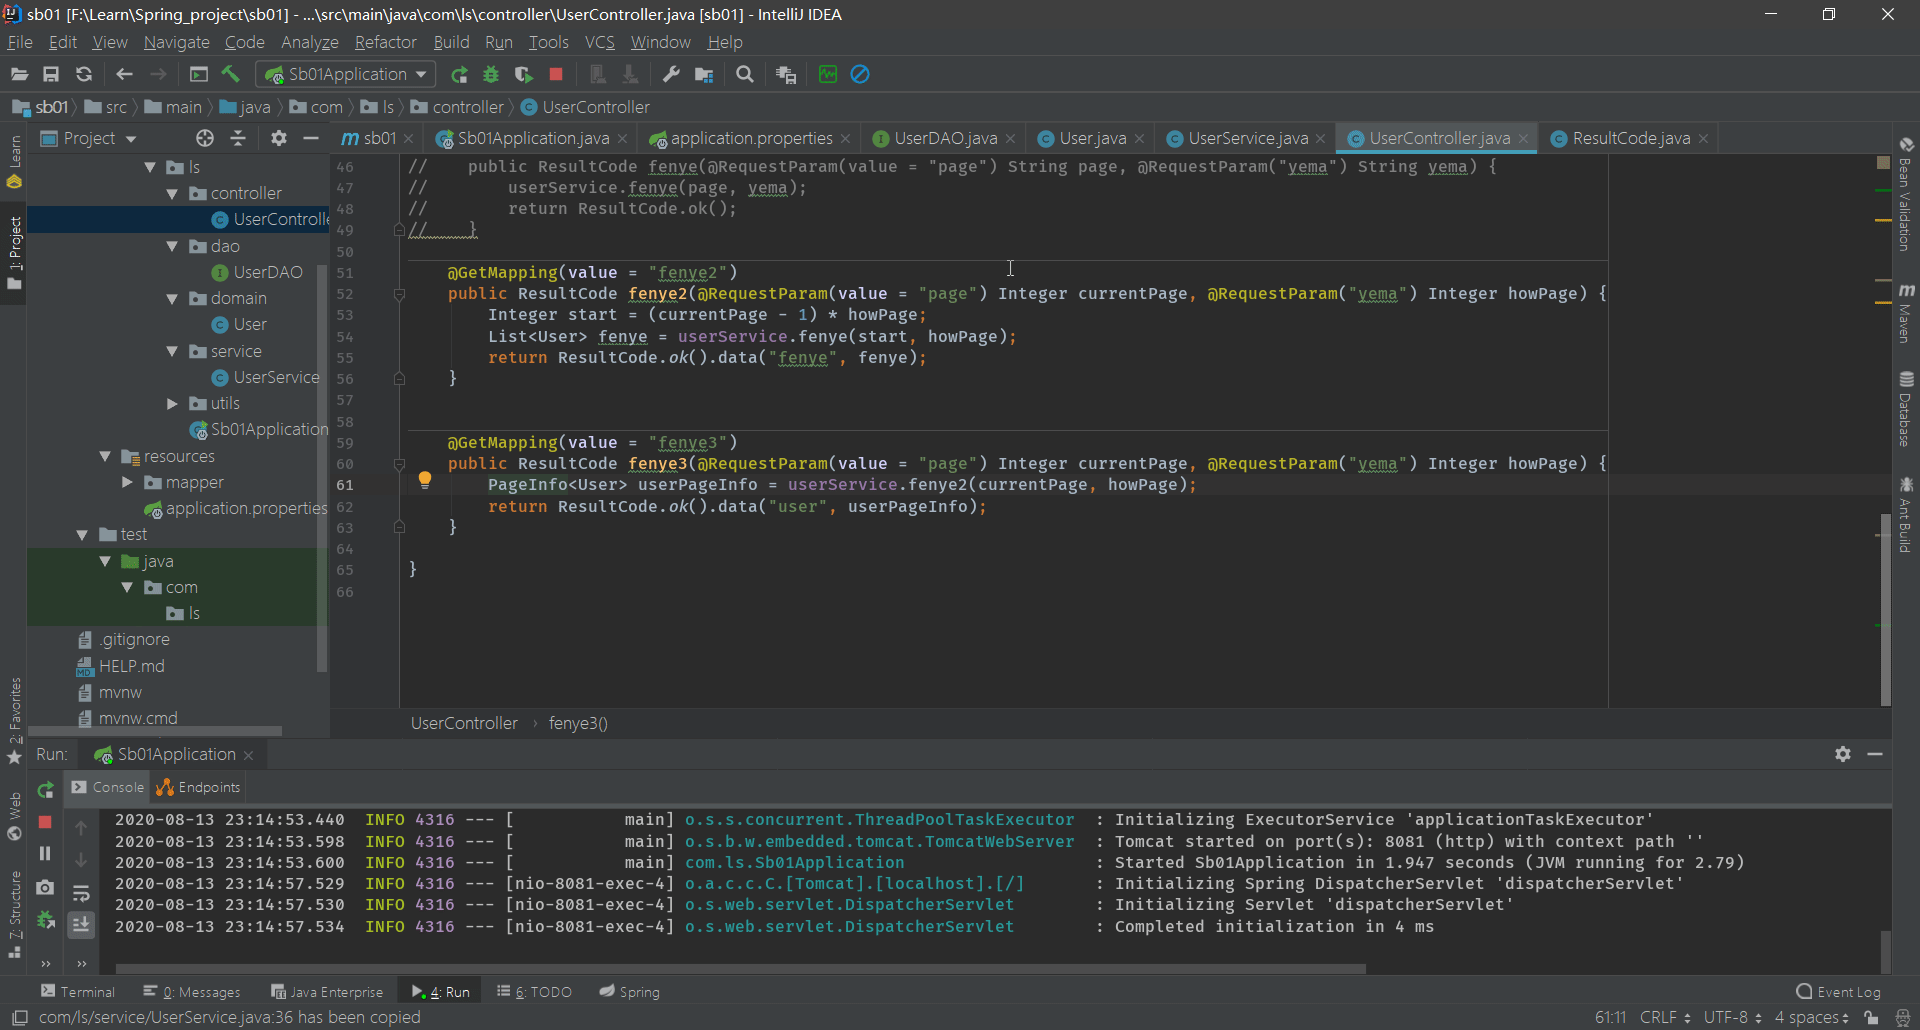 sb01 [F:\Learn\Spring_project\sb01] - ...\src\main\java\com\ls\controller\UserController.java [sb01] - IntelliJ IDEA
File Edit View Navigate Code Analyze Refactor Build Run Tools VCS Window Help
Sb01Application
sb01 src main java com ls controller UserController
Project
m sb01 Sb01Application.java application.properties UserDAO.java User.java UserService.java UserController.java ResultCode.java
Learn
1: Project
2: Favorites
Web
7: Structure
ls
controller
UserControlle
dao
UserDAO
domain
User
service
UserService
utils
Sb01Application
resources
mapper
application.properties
test
java
com
ls
.gitignore
HELP.md
mvnw
mvnw.cmd
46 // public ResultCode fenye(@RequestParam(value = "page") String page, @RequestParam("yema") String yema) {
47 // userService.fenye(page, yema);
48 // return ResultCode.ok();
49 // }
50
51 @GetMapping(value = "fenye2")
52 public ResultCode fenye2(@RequestParam(value = "page") Integer currentPage, @RequestParam("yema") Integer howPage) {
53 Integer start = (currentPage - 1) * howPage;
54 List<User> fenye = userService.fenye(start, howPage);
55 return ResultCode.ok().data("fenye", fenye);
56 }
57
58
59 @GetMapping(value = "fenye3")
60 public ResultCode fenye3(@RequestParam(value = "page") Integer currentPage, @RequestParam("yema") Integer howPage) {
61 PageInfo<User> userPageInfo = userService.fenye2(currentPage, howPage);
62 return ResultCode.ok().data("user", userPageInfo);
63 }
64
65 }
66
UserController › fenye3()
Bean Validation
m Maven
Database
Ant Build
Run: Sb01Application
Console Endpoints
2020-08-13 23:14:53.440 INFO 4316 --- [ main] o.s.s.concurrent.ThreadPoolTaskExecutor : Initializing ExecutorService 'applicationTaskExecutor'
2020-08-13 23:14:53.598 INFO 4316 --- [ main] o.s.b.w.embedded.tomcat.TomcatWebServer : Tomcat started on port(s): 8081 (http) with context path ''
2020-08-13 23:14:53.600 INFO 4316 --- [ main] com.ls.Sb01Application : Started Sb01Application in 1.947 seconds (JVM running for 2.79)
2020-08-13 23:14:57.529 INFO 4316 --- [nio-8081-exec-4] o.a.c.c.C.[Tomcat].[localhost].[/] : Initializing Spring DispatcherServlet 'dispatcherServlet'
2020-08-13 23:14:57.530 INFO 4316 --- [nio-8081-exec-4] o.s.web.servlet.DispatcherServlet : Initializing Servlet 'dispatcherServlet'
2020-08-13 23:14:57.534 INFO 4316 --- [nio-8081-exec-4] o.s.web.servlet.DispatcherServlet : Completed initialization in 4 ms
Terminal 0: Messages Java Enterprise 4: Run 6: TODO Spring Event Log
com/ls/service/UserService.java:36 has been copied 61:11 CRLF UTF-8 4 spaces